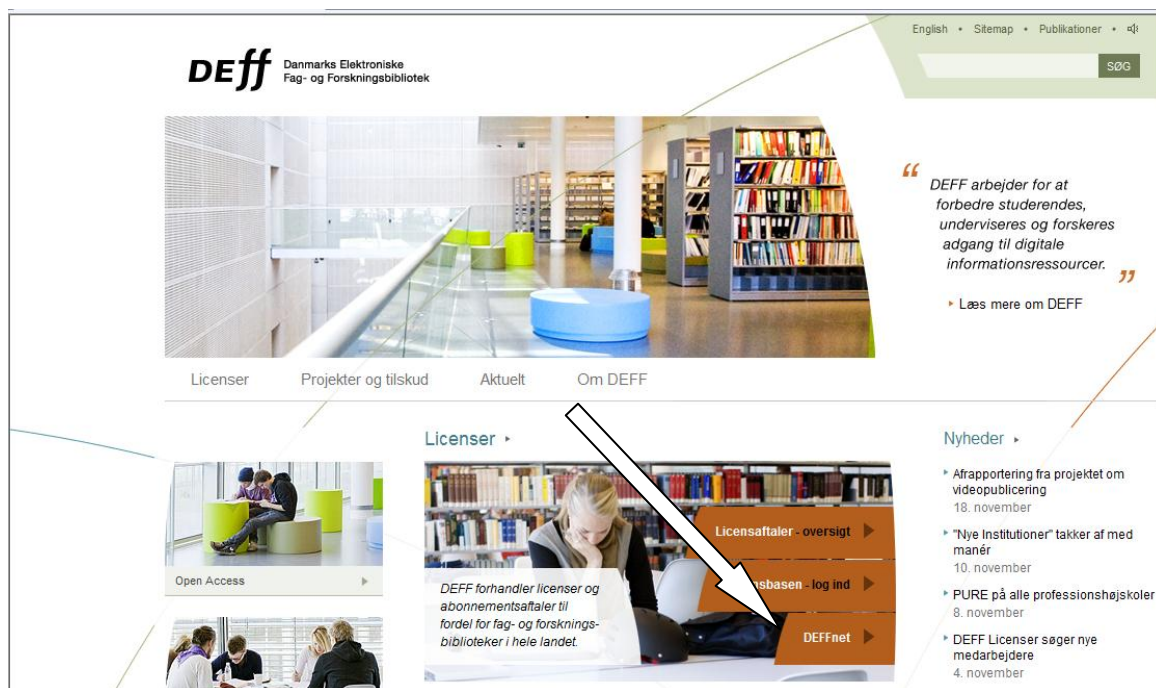 English • Sitemap • Publikationer •
SØG
DEff Danmarks Elektroniske
Fag- og Forskningsbibliotek
“
DEFF arbejder for at
forbedre studerendes,
underviseres og forskeres
adgang til digitale
informationsressourcer.
”
Læs mere om DEFF
Licenser Projekter og tilskud Aktuelt Om DEFF
Open Access
Licenser
DEFF forhandler licenser og
abonnementsaftaler til
fordel for fag- og forsknings-
biblioteker i hele landet.
Licensaftaler - oversigt
- log ind
DEFFnet
Nyheder
Afrapportering fra projektet om
videopublicering
18. november
"Nye Institutioner" takker af med
manér
10. november
PURE på alle professionshøjskoler
8. november
DEFF Licenser søger nye
medarbejdere
4. november